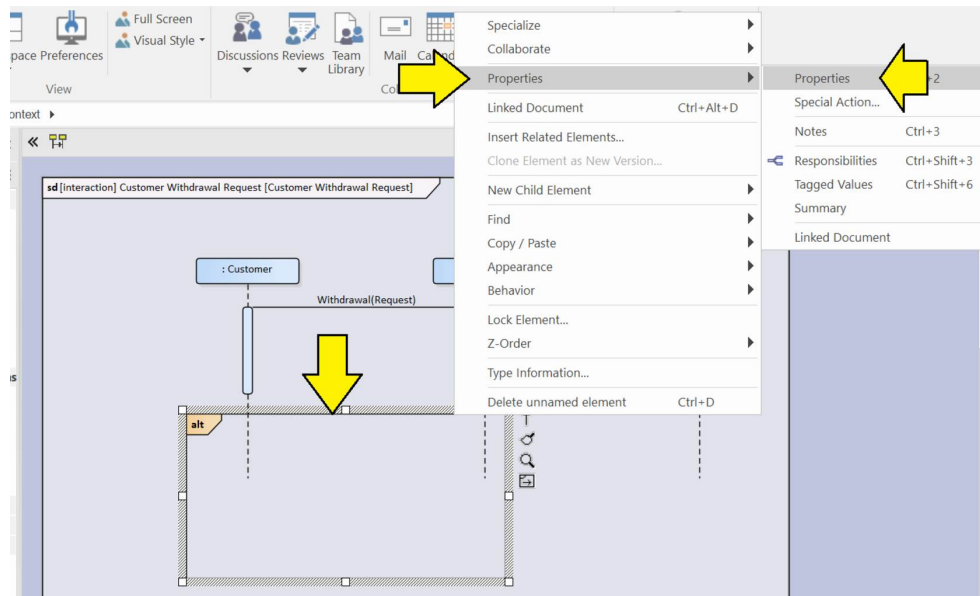 Full Screen
Visual Style
pace Preferences
Discussions Reviews Team
Library
Mail
View
ontext
sd [interaction] Customer Withdrawal Request [Customer Withdrawal Request]
: Customer
Withdrawal(Request)
alt
Specialize
Collaborate
Properties
Linked Document Ctrl+Alt+D
Insert Related Elements...
Clone Element as New Version...
New Child Element
Find
Copy / Paste
Appearance
Behavior
Lock Element...
Z-Order
Type Information...
Delete unnamed element Ctrl+D
Properties +2
Special Action...
Notes Ctrl+3
Responsibilities Ctrl+Shift+3
Tagged Values Ctrl+Shift+6
Summary
Linked Document